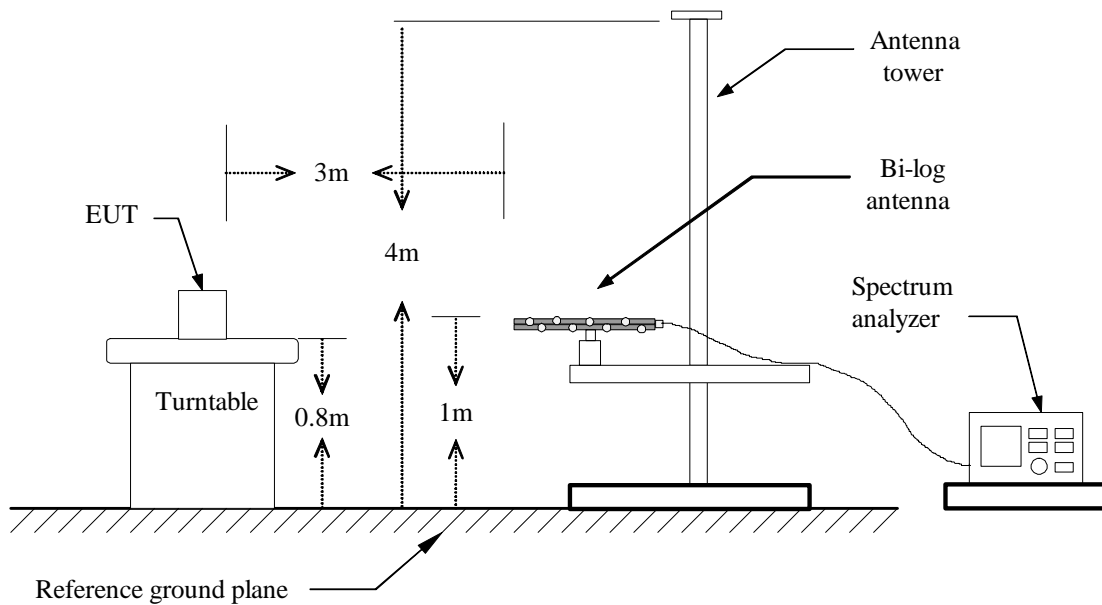 Antenna
tower
3m
Bi-log
antenna
EUT
4m
Spectrum
analyzer
Turntable
0.8m
1m
Reference ground plane